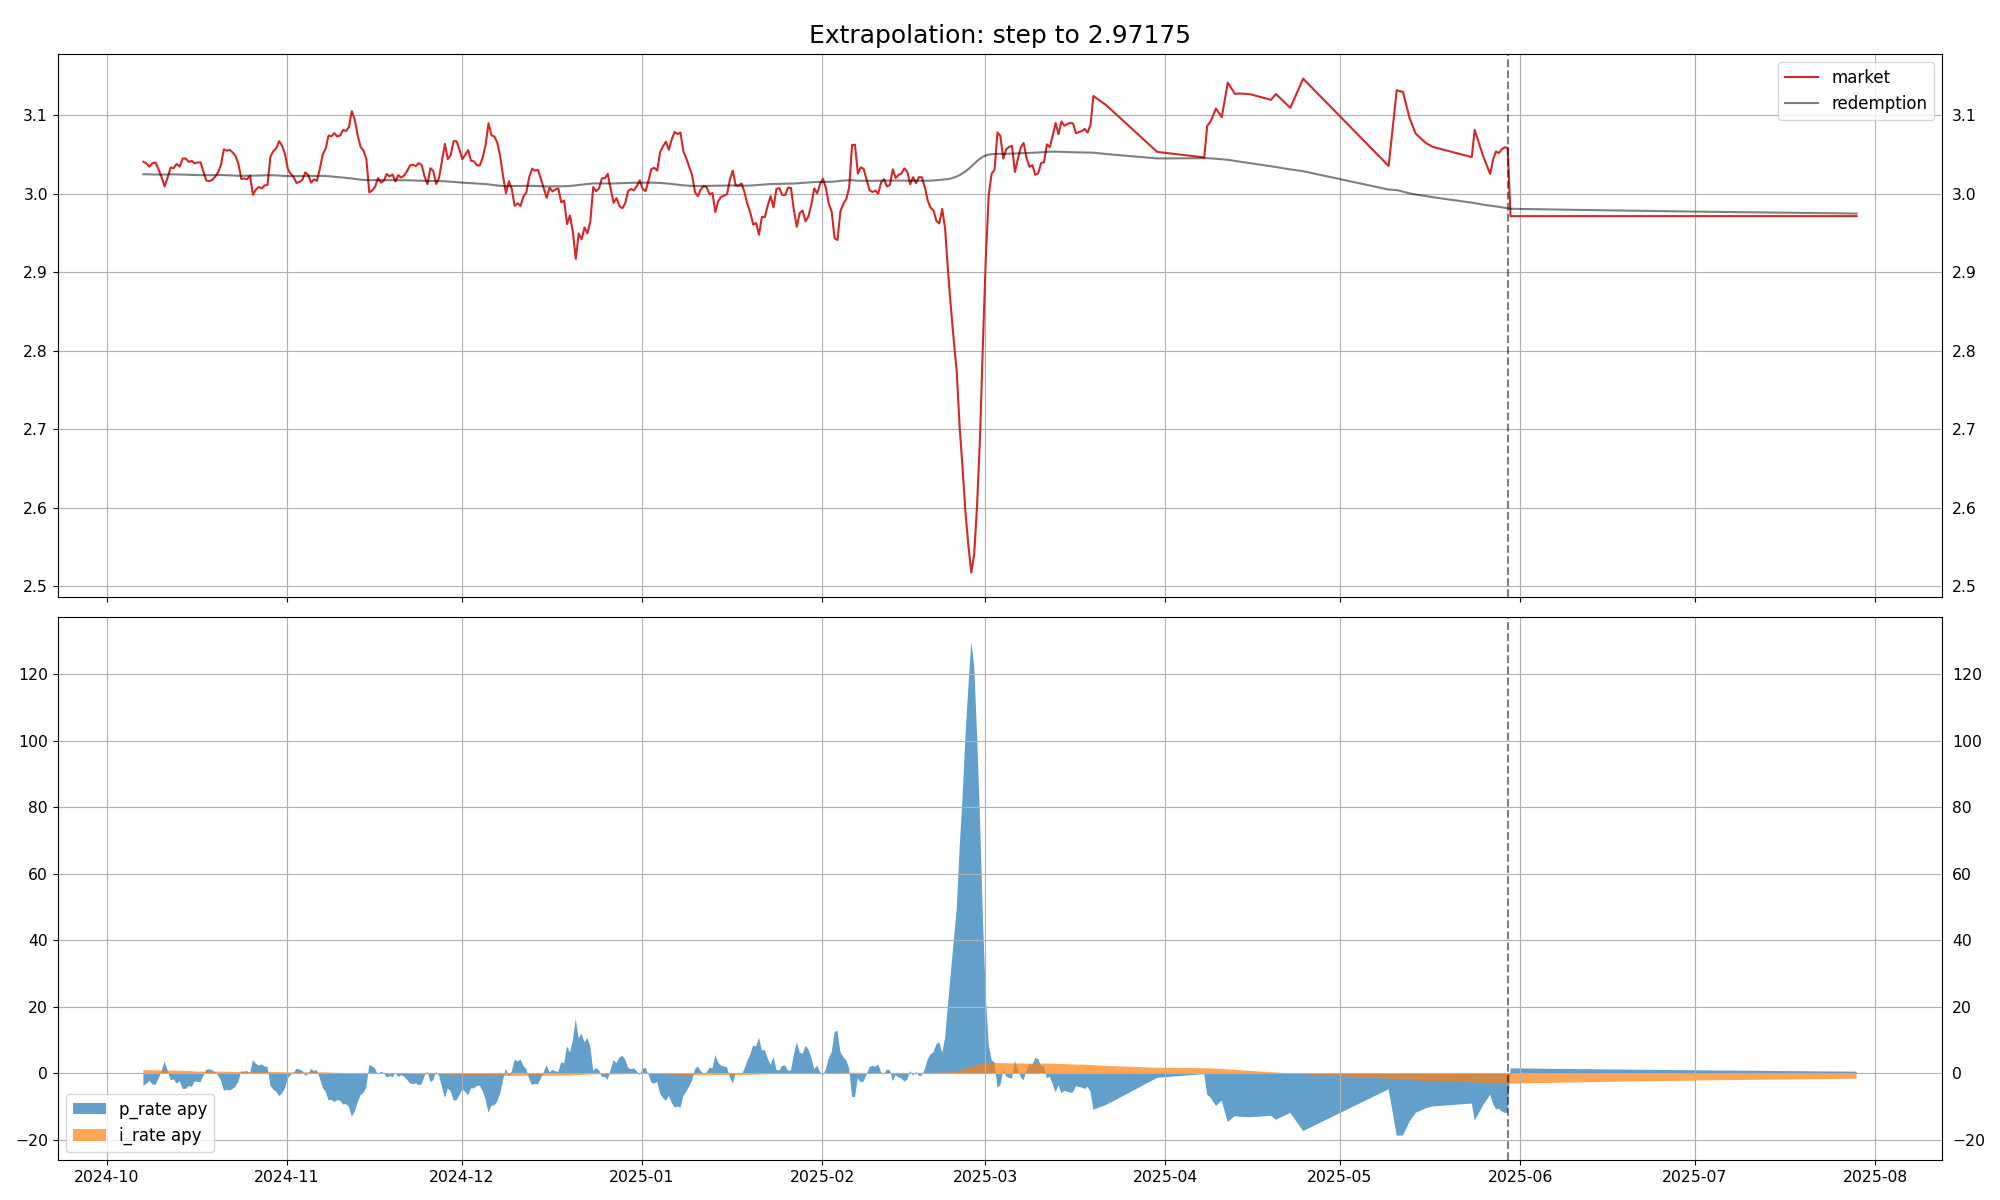 Extrapolation: step to 2.97175
market
redemption
3.1 3.1
3.0 3.0
2.9 2.9
2.8 2.8
2.7 2.7
2.6 2.6
2.5 2.5
120 120
100 100
80 80
60 60
40 40
20 20
0 0
−20 −20
p_rate apy
i_rate apy
2024-10 2024-11 2024-12 2025-01 2025-02 2025-03 2025-04 2025-05 2025-06 2025-07 2025-08